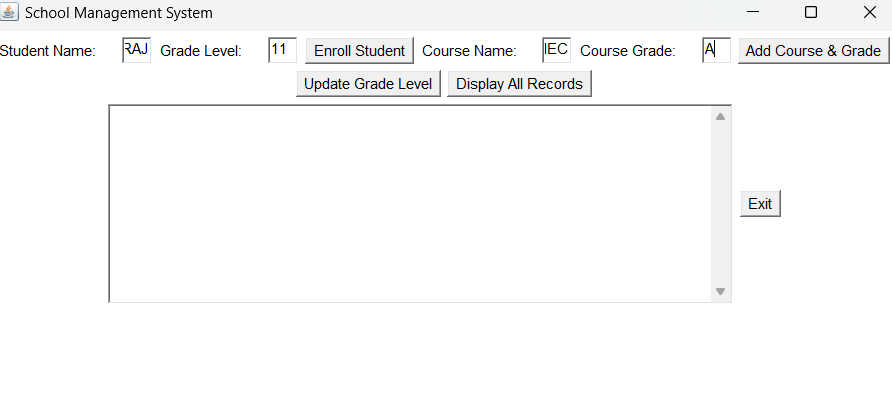 School Management System
Student Name: RAJ Grade Level: 11 Enroll Student Course Name: IEC Course Grade: A Add Course & Grade
Update Grade Level Display All Records
Exit